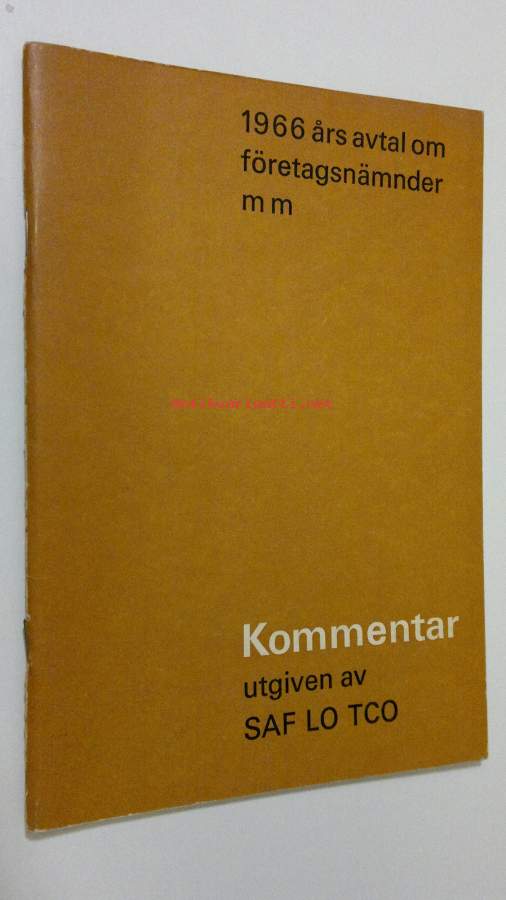 1966 års avtal om
företagsnämnder
m m
Kommentar
utgiven av
SAF LO TCO